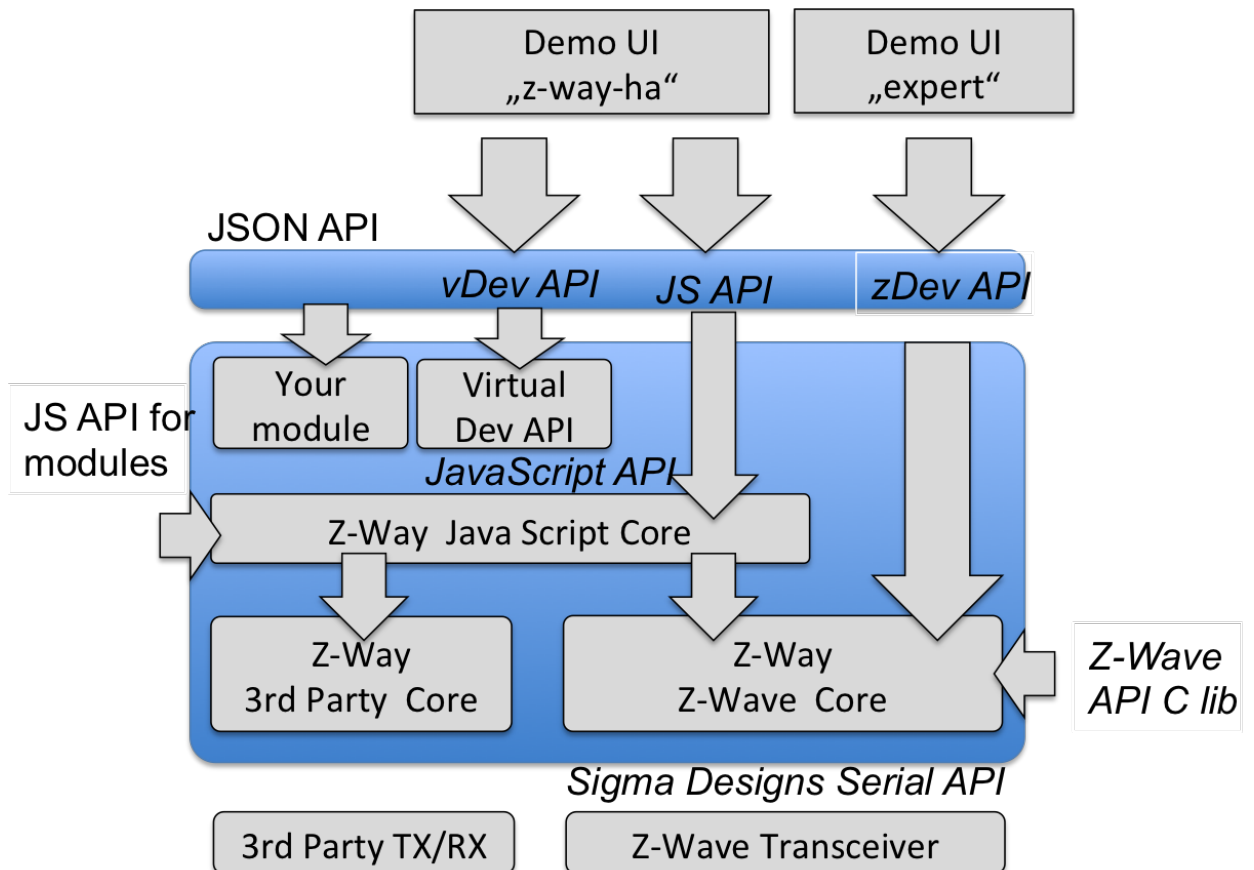 Demo UI
„z-way-ha“
Demo UI
„expert“
JSON API
vDev API
JS API
zDev API
Your
module
Virtual
Dev API
JS API for
modules
JavaScript API
Z-Way Java Script Core
Z-Way
3rd Party Core
Z-Way
Z-Wave Core
Z-Wave
API C lib
Sigma Designs Serial API
3rd Party TX/RX
Z-Wave Transceiver